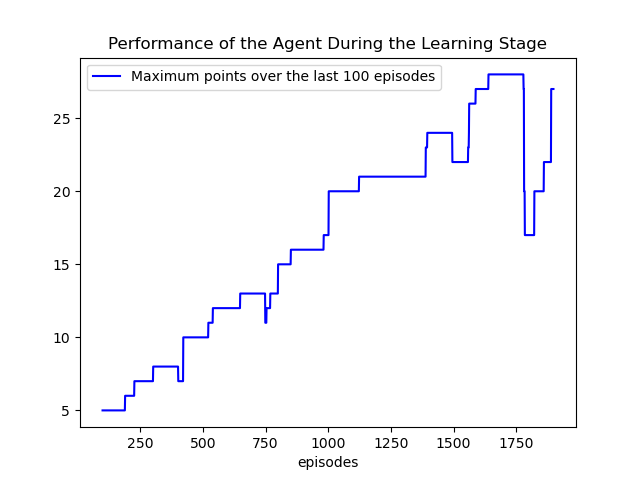 Performance of the Agent During the Learning Stage
Maximum points over the last 100 episodes
25
20
15
10
5
250 500 750 1000 1250 1500 1750
episodes